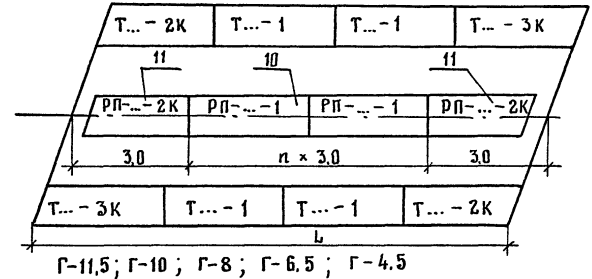 Т...-2К Т...-1 Т...-1 Т...-3К
11 10 11
РП-...-2К РП-...-1 РП-...-1 РП-...-2К
3,0 n × 3,0 3,0
Т...-3К Т...-1 Т...-1 Т...-2К
L
Г-11,5; Г-10; Г-8; Г-6.5; Г-4.5